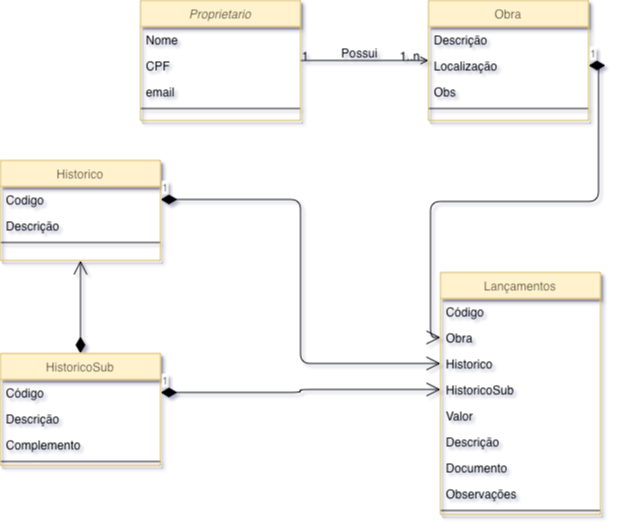 Proprietario
Nome
CPF
email
1
Possui
1..n
Obra
Descrição
Localização
Obs
1
Historico
Codigo
Descrição
1
HistoricoSub
Código
Descrição
Complemento
1
Lançamentos
Código
Obra
Historico
HistoricoSub
Valor
Descrição
Documento
Observações